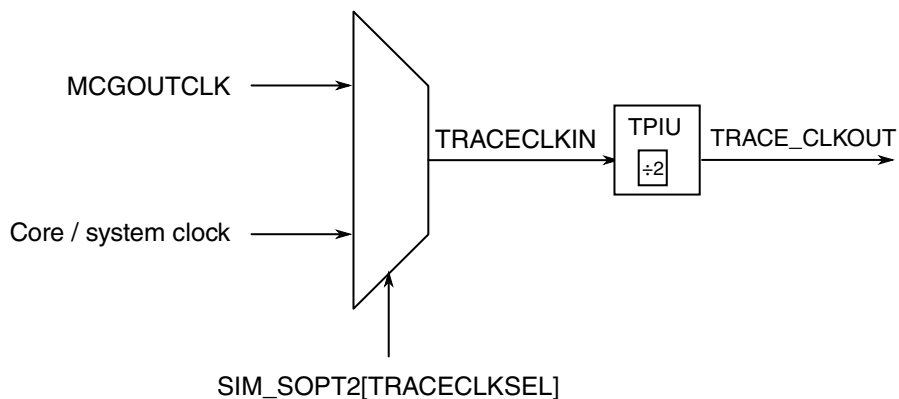 MCGOUTCLK
TRACECLKIN
TPIU
÷2
TRACE_CLKOUT
Core / system clock
SIM_SOPT2[TRACECLKSEL]